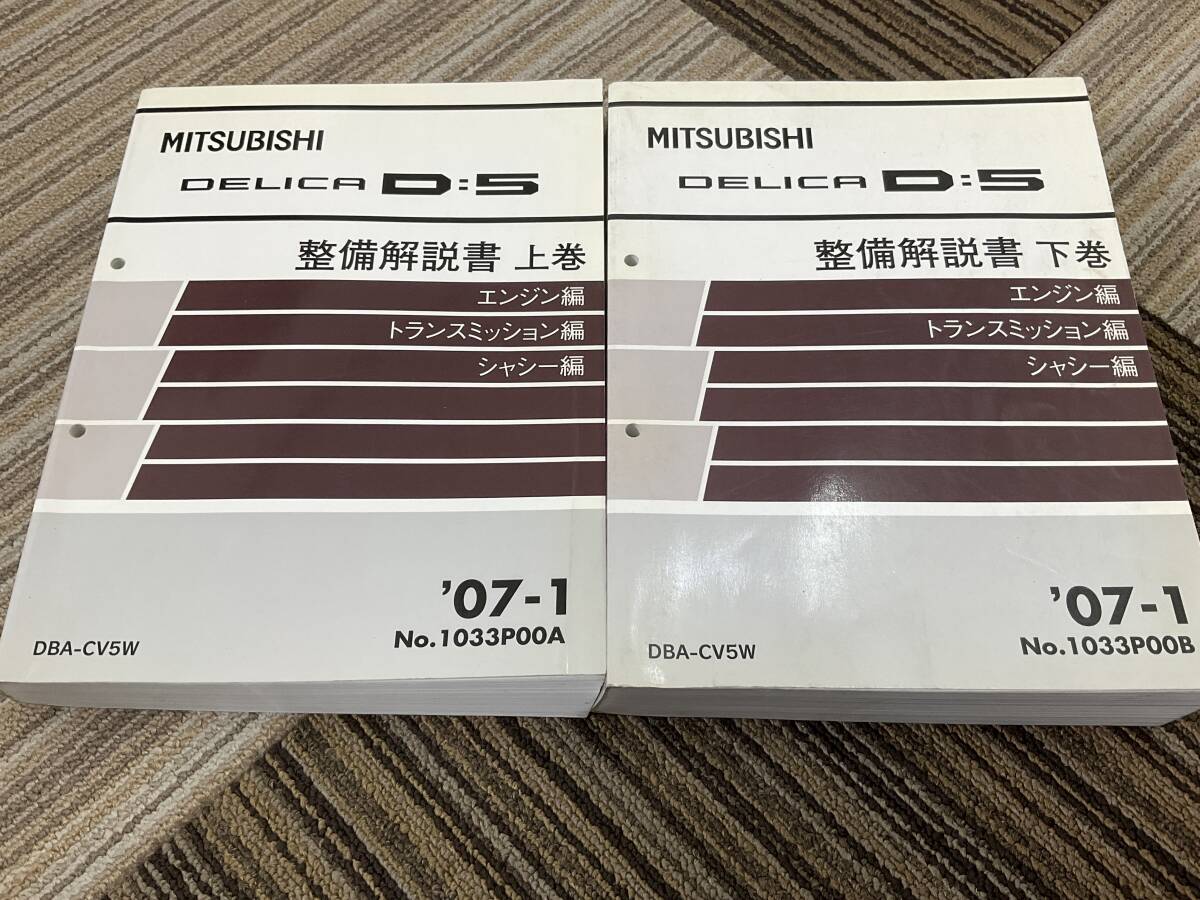 MITSUBISHI
DELICA D:5
整備解説書 上巻
エンジン編
トランスミッション編
シャシー編
'07-1
No.1033P00A
DBA-CV5W
MITSUBISHI
DELICA D:5
整備解説書 下巻
エンジン編
トランスミッション編
シャシー編
'07-1
No.1033P00B
DBA-CV5W